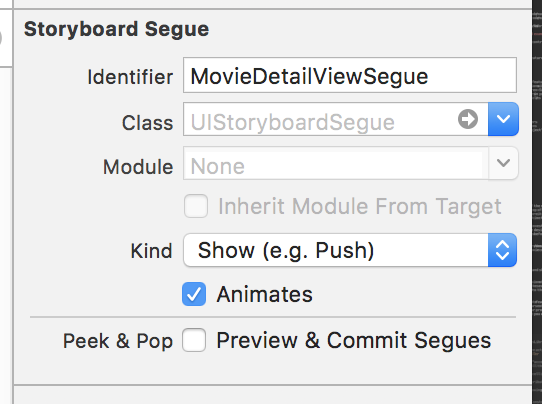 Storyboard Segue
Identifier MovieDetailViewSegue
Class UIStoryboardSegue
Module None
Inherit Module From Target
Kind Show (e.g. Push)
Animates
Peek & Pop Preview & Commit Segues